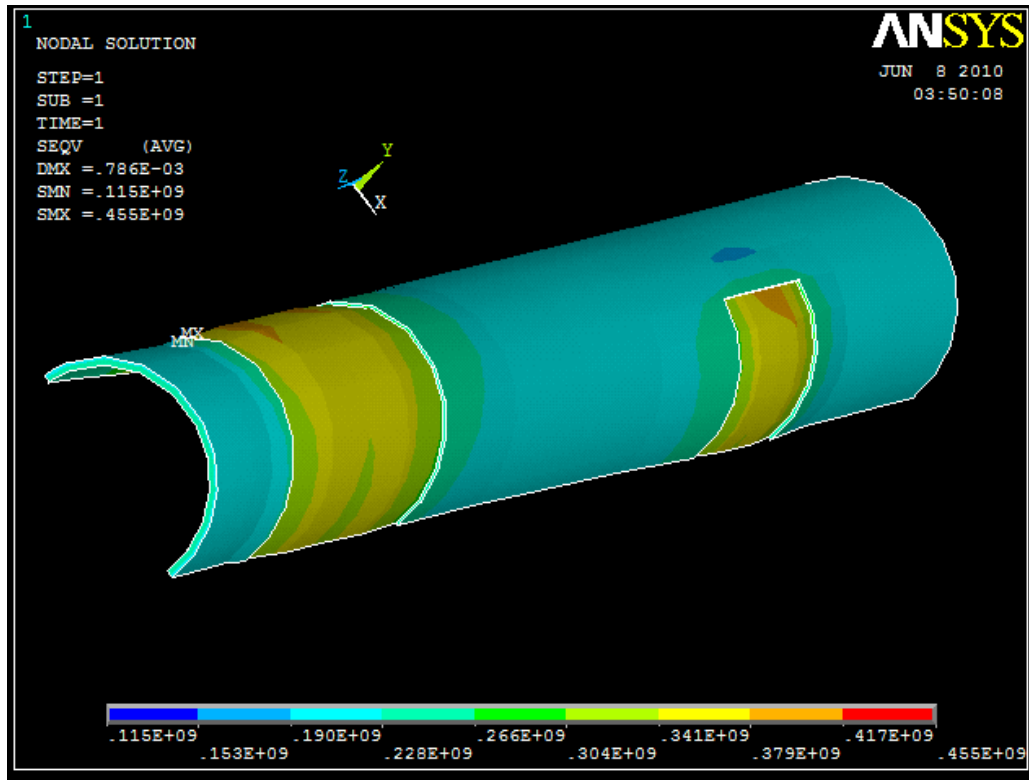 1
NODAL SOLUTION
STEP=1
SUB =1
TIME=1
SEQV (AVG)
DMX =.786E-03
SMN =.115E+09
SMX =.455E+09
ANSYS
JUN 8 2010
03:50:08
Y
Z
X
MX
MN
.115E+09 .190E+09 .266E+09 .341E+09 .417E+09
.153E+09 .228E+09 .304E+09 .379E+09 .455E+09